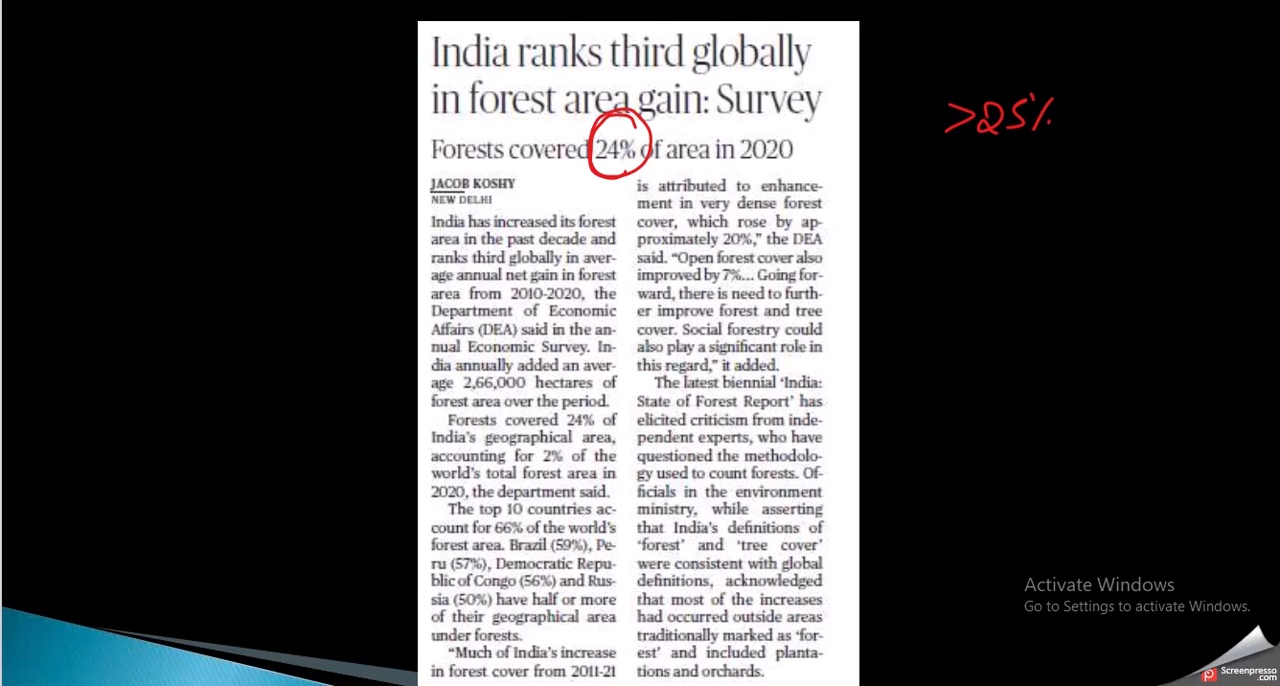 India ranks third globally
in forest area gain: Survey
Forests covered 24% of area in 2020
JACOB KOSHY
NEW DELHI
India has increased its forest
area in the past decade and
ranks third globally in aver-
age annual net gain in forest
area from 2010-2020, the
Department of Economic
Affairs (DEA) said in the an-
nual Economic Survey. In-
dia annually added an aver-
age 2,66,000 hectares of
forest area over the period.
Forests covered 24% of
India's geographical area,
accounting for 2% of the
world's total forest area in
2020, the department said.
The top 10 countries ac-
count for 66% of the world's
forest area. Brazil (59%), Pe-
ru (57%), Democratic Repu-
blic of Congo (56%) and Rus-
sia (50%) have half or more
of their geographical area
under forests.
"Much of India's increase
in forest cover from 2011-21
is attributed to enhance-
ment in very dense forest
cover, which rose by ap-
proximately 20%," the DEA
said. "Open forest cover also
improved by 7%... Going for-
ward, there is need to furth-
er improve forest and tree
cover. Social forestry could
also play a significant role in
this regard," it added.
The latest biennial 'India:
State of Forest Report' has
elicited criticism from inde-
pendent experts, who have
questioned the methodolo-
gy used to count forests. Of-
ficials in the environment
ministry, while asserting
that India's definitions of
'forest' and 'tree cover'
were consistent with global
definitions, acknowledged
that most of the increases
had occurred outside areas
traditionally marked as 'for-
est' and included planta-
tions and orchards.
>25%
Activate Windows
Go to Settings to activate Windows.
Screenpresso
.com